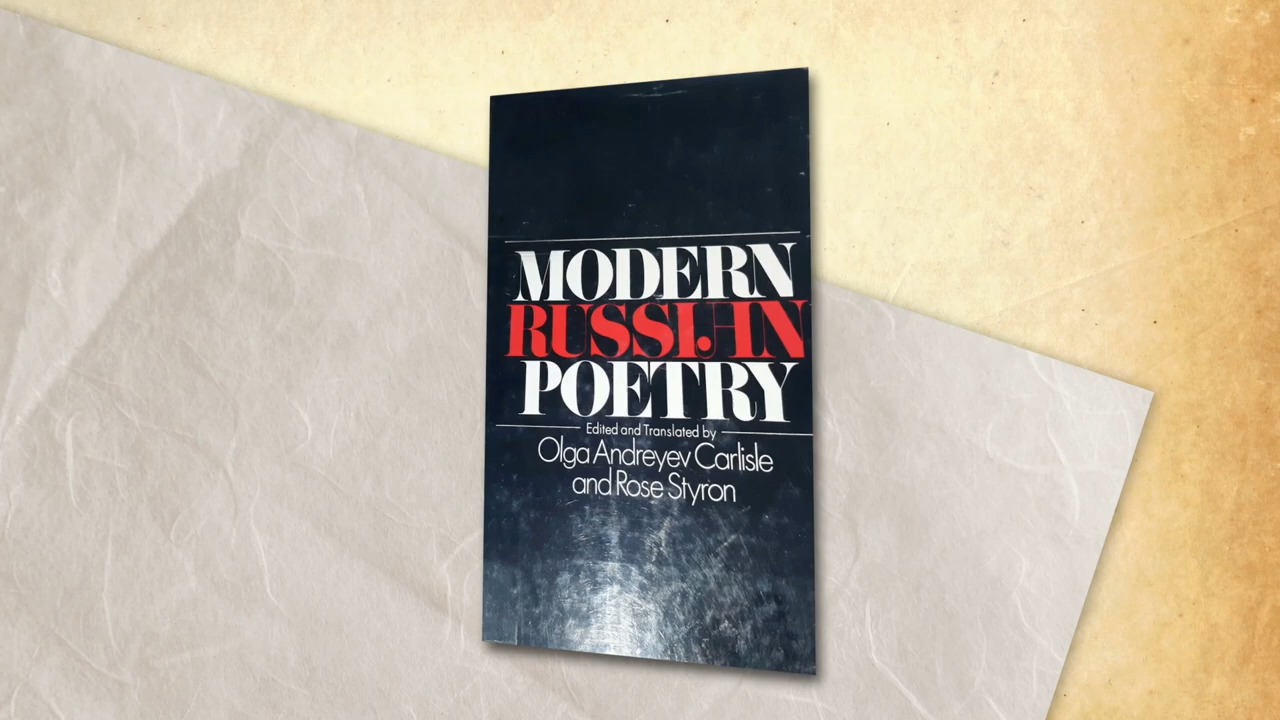 MODERN
RUSSIAN
POETRY
Edited and Translated by
Olga Andreyev Carlisle
and Rose Styron